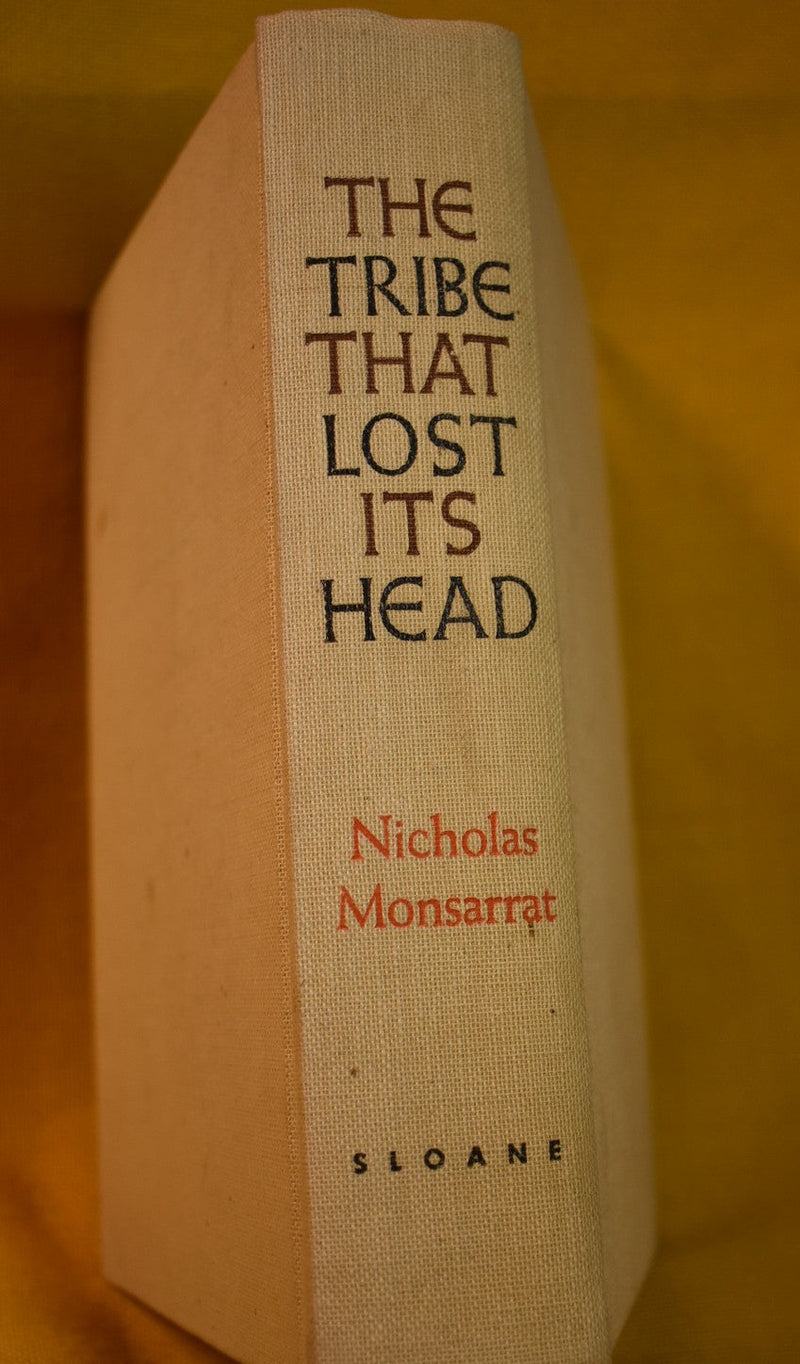 THE
TRIBE
THAT
LOST
ITS
HEAD
Nicholas
Monsarrat
SLOANE